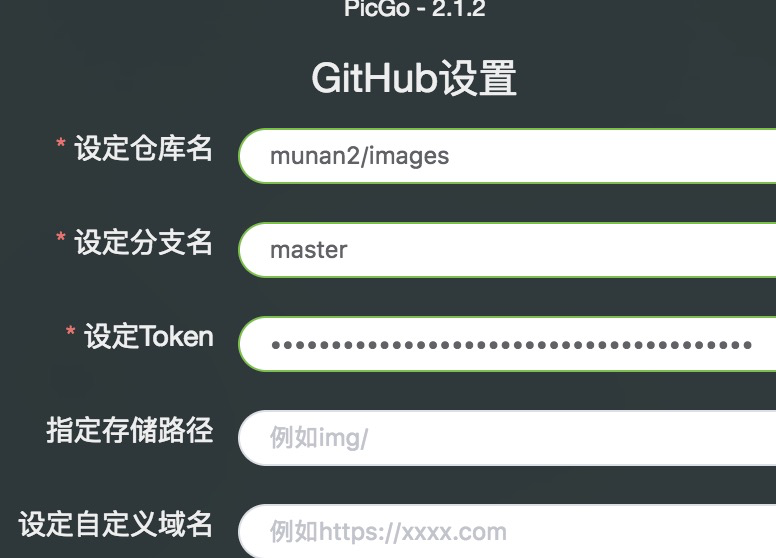 PicGo - 2.1.2
GitHub设置
* 设定仓库名 munan2/images
* 设定分支名 master
* 设定Token ••••••••••••••••••••••••••••••••••••••••
指定存储路径 例如img/
设定自定义域名 例如https://xxxx.com